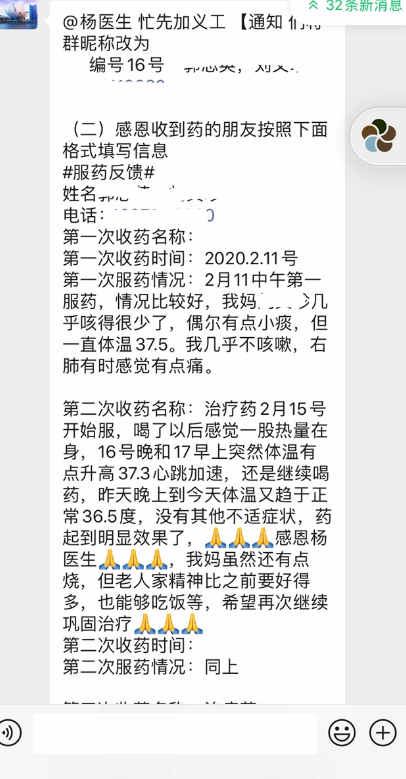 32条新消息
@杨医生 忙先加义工 【通知 们将
群昵称改为
编号16号
（二）感恩收到药的朋友按照下面
格式填写信息
#服药反馈#
姓名
电话：
第一次收药名称：
第一次收药时间：2020.2.11号
第一次服药情况：2月11中午第一
服药，情况比较好，我妈 几
乎咳得很少了，偶尔有点小痰，但
一直体温37.5。我几乎不咳嗽，右
肺有时感觉有点痛。
第二次收药名称：治疗药2月15号
开始服，喝了以后感觉一股热量在
身，16号晚和17早上突然体温有
点升高37.3心跳加速，还是继续喝
药，昨天晚上到今天体温又趋于正
常36.5度，没有其他不适症状，药
起到明显效果了，🙏🙏🙏感恩杨
医生🙏🙏🙏，我妈虽然还有点
烧，但老人家精神比之前要好得
多，也能够吃饭等，希望再次继续
巩固治疗🙏🙏🙏
第二次收药时间：
第二次服药情况：同上